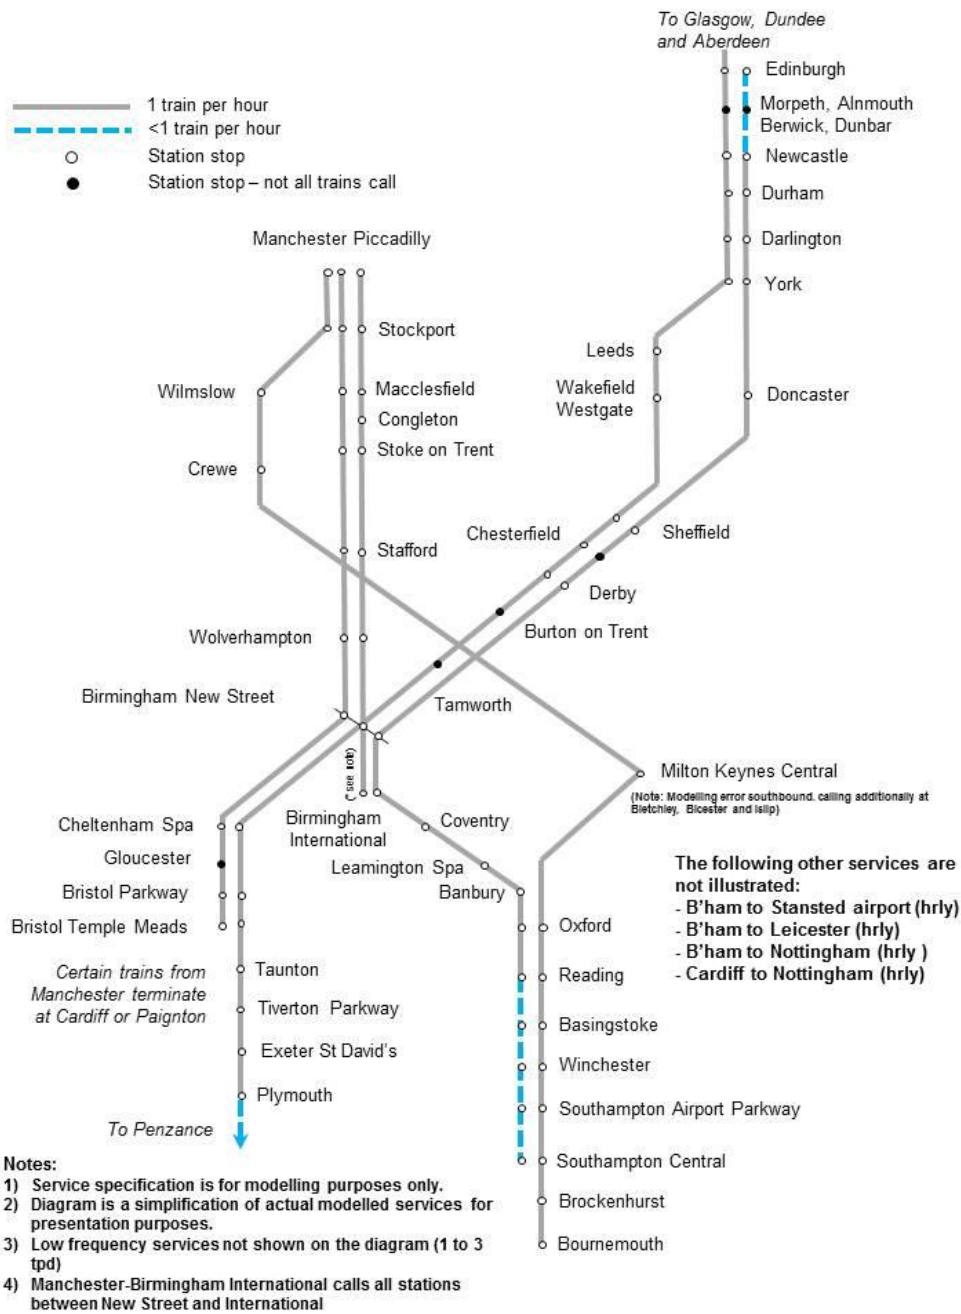 To Glasgow, Dundee
and Aberdeen
Edinburgh
1 train per hour
Morpeth, Alnmouth
Berwick, Dunbar
<1 train per hour
Station stop
Newcastle
Station stop – not all trains call
Durham
Manchester Piccadilly
Darlington
York
Stockport
Leeds
Wilmslow
Macclesfield
Wakefield
Westgate
Doncaster
Congleton
Stoke on Trent
Crewe
Chesterfield
Sheffield
Stafford
Derby
Wolverhampton
Burton on Trent
Birmingham New Street
Tamworth
(*see note)
Milton Keynes Central
(Note: Modelling error southbound. calling additionally at
Bletchley, Bicester and Islip)
Cheltenham Spa
Birmingham
International
Coventry
Gloucester
Leamington Spa
The following other services are
not illustrated:
- B'ham to Stansted airport (hrly)
- B'ham to Leicester (hrly)
- B'ham to Nottingham (hrly )
- Cardiff to Nottingham (hrly)
Bristol Parkway
Banbury
Bristol Temple Meads
Oxford
Certain trains from
Manchester terminate
at Cardiff or Paignton
Taunton
Reading
Tiverton Parkway
Basingstoke
Exeter St David's
Winchester
Plymouth
Southampton Airport Parkway
To Penzance
Southampton Central
Brockenhurst
Bournemouth
Notes:
1) Service specification is for modelling purposes only.
2) Diagram is a simplification of actual modelled services for
presentation purposes.
3) Low frequency services not shown on the diagram (1 to 3
tpd)
4) Manchester-Birmingham International calls all stations
between New Street and International